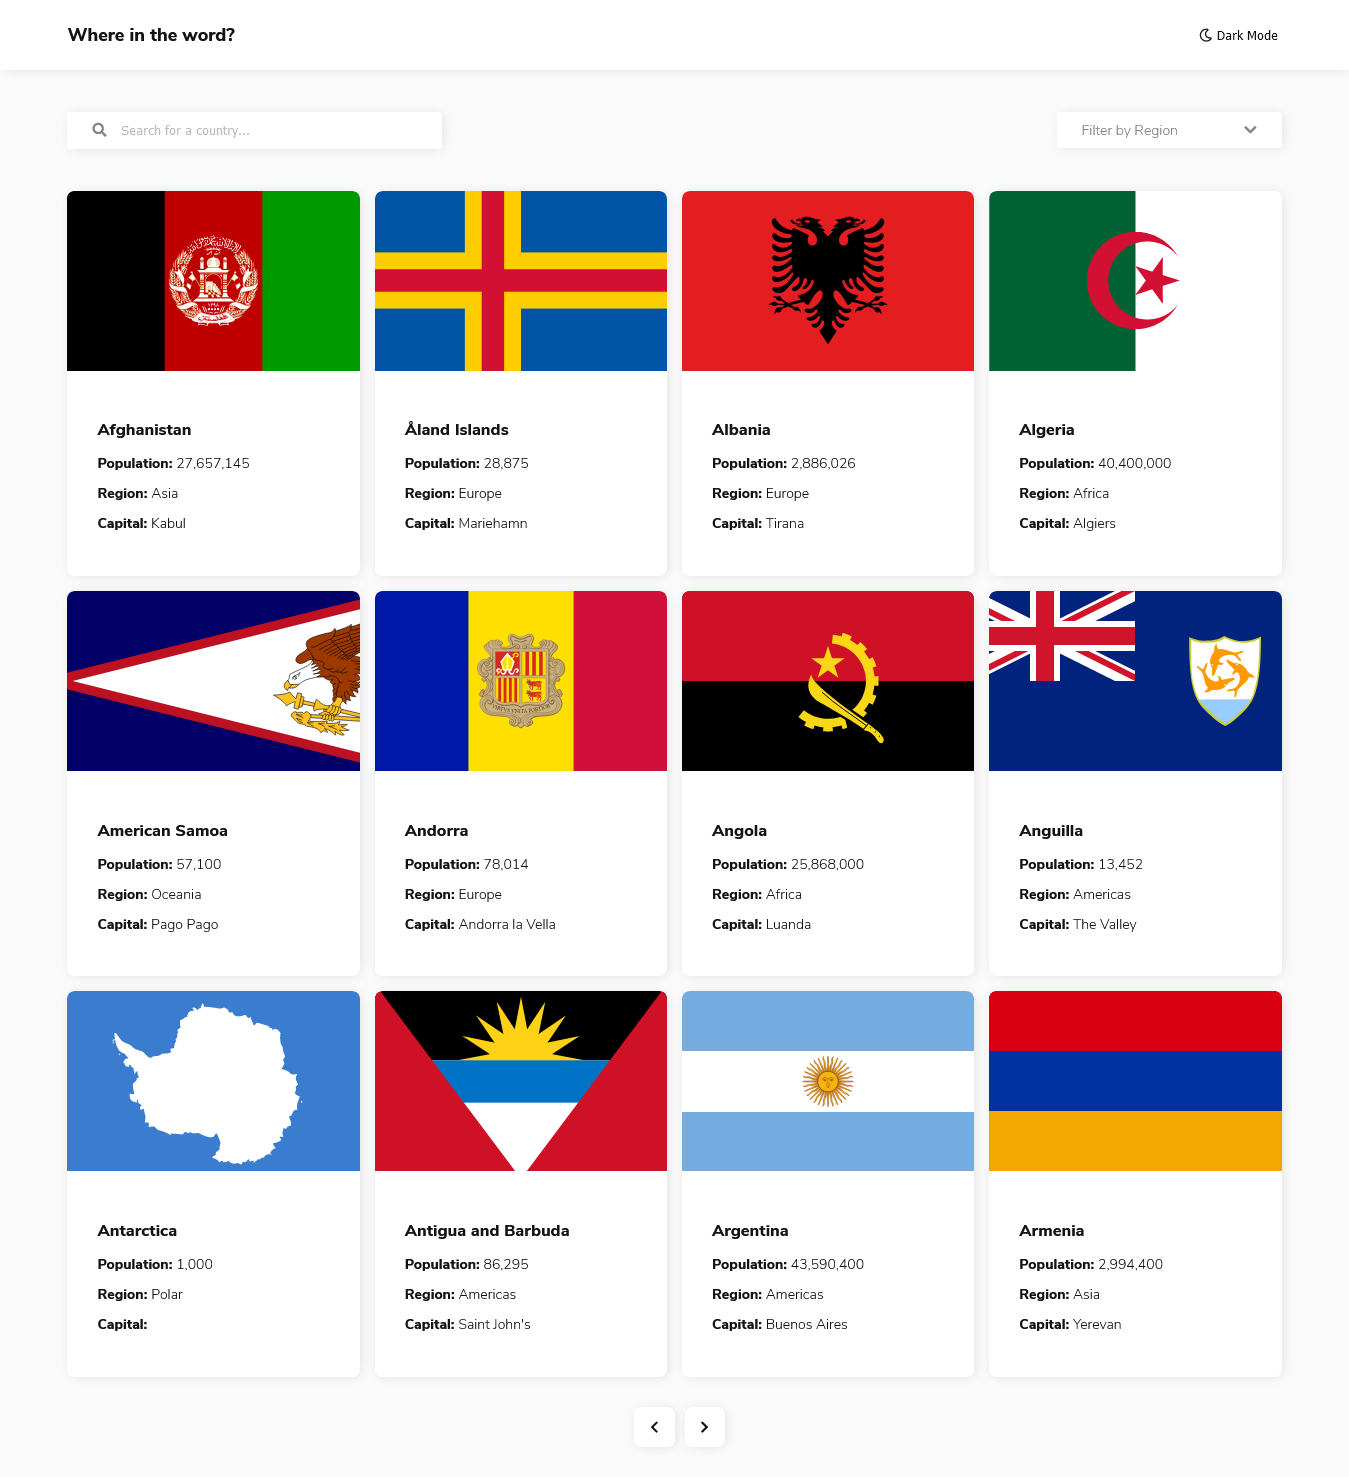 Where in the word?
Dark Mode
Search for a country...
Filter by Region
Afghanistan
Population: 27,657,145
Region: Asia
Capital: Kabul
Åland Islands
Population: 28,875
Region: Europe
Capital: Mariehamn
Albania
Population: 2,886,026
Region: Europe
Capital: Tirana
Algeria
Population: 40,400,000
Region: Africa
Capital: Algiers
American Samoa
Population: 57,100
Region: Oceania
Capital: Pago Pago
VIRTVS VNITA FORTIOR
Andorra
Population: 78,014
Region: Europe
Capital: Andorra la Vella
Angola
Population: 25,868,000
Region: Africa
Capital: Luanda
Anguilla
Population: 13,452
Region: Americas
Capital: The Valley
Antarctica
Population: 1,000
Region: Polar
Capital:
Antigua and Barbuda
Population: 86,295
Region: Americas
Capital: Saint John's
Argentina
Population: 43,590,400
Region: Americas
Capital: Buenos Aires
Armenia
Population: 2,994,400
Region: Asia
Capital: Yerevan